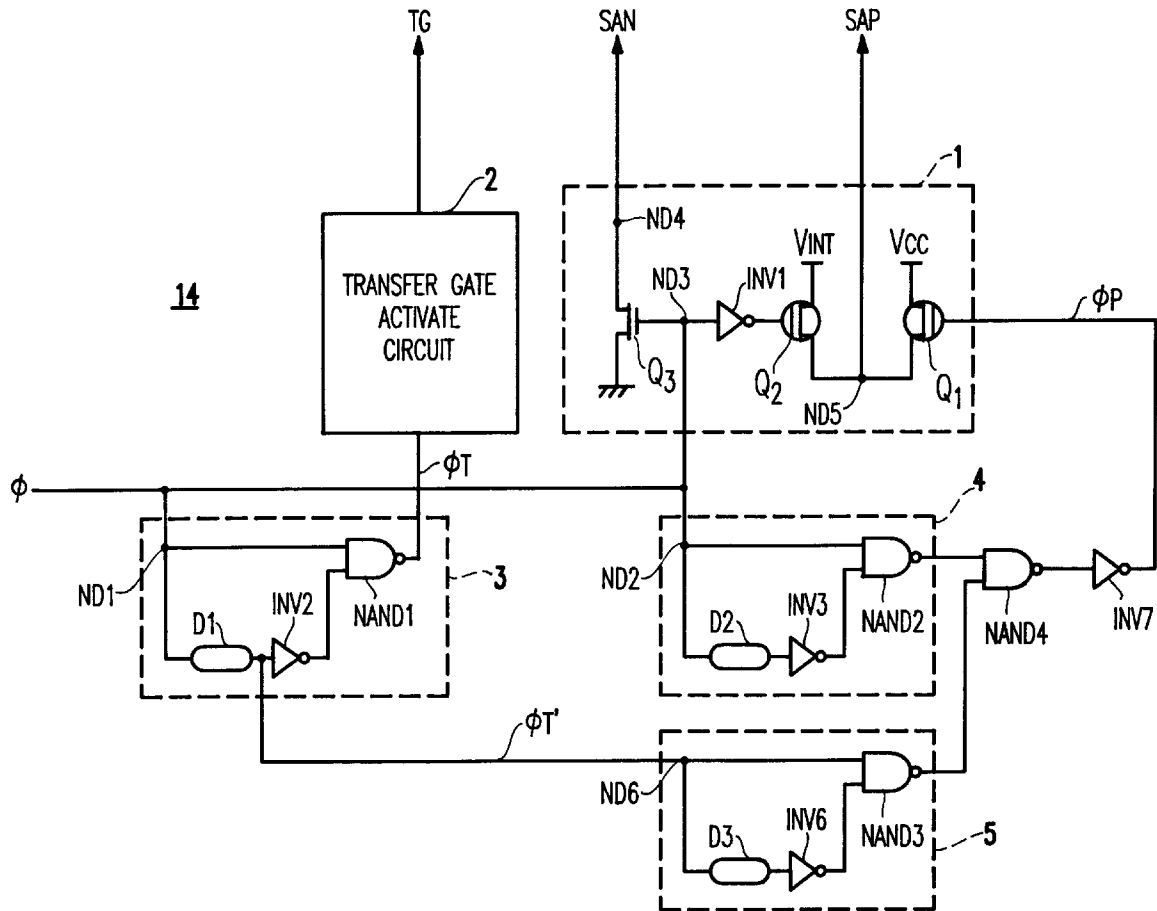 TG
SAN
SAP
2
1
14
TRANSFER GATE
ACTIVATE
CIRCUIT
ND4
ND3
INV1
VINT
VCC
ϕP
Q3
Q2
ND5
Q1
ϕT
ϕ
4
3
ND1
ND2
INV2
NAND1
D1
INV3
NAND2
D2
NAND4
INV7
ϕT'
ND6
INV6
NAND3
D3
5